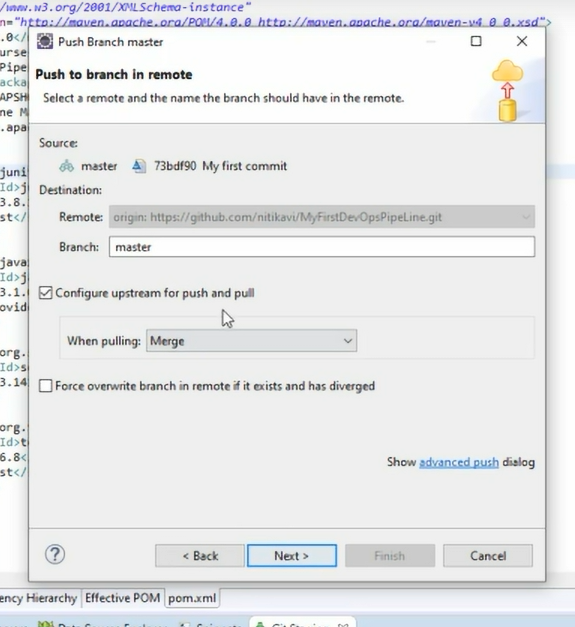 /www.w3.org/2001/XMLSchema-instance"
n="http://maven.apache.org/POM/4.0.0 http://maven.apache.org/maven-v4_0_0.xsd">
.0</
Push Branch master
urse
Pipe
Push to branch in remote
acka
Select a remote and the name the branch should have in the remote.
APSH
ne M
.apa
Source:
master 73bdf90 My first commit
juni
Id>j
Destination:
3.8.
Remote: origin: https://github.com/nitikavi/MyFirstDevOpsPipeLine.git
st</
Branch: master
java
Id>j
3.1.
Configure upstream for push and pull
ovid
When pulling: Merge
org.
Id>s
3.14
Force overwrite branch in remote if it exists and has diverged
org.
Id>t
6.8<
Show advanced push dialog
st</
? < Back Next > Finish Cancel
ency Hierarchy Effective POM pom.xml